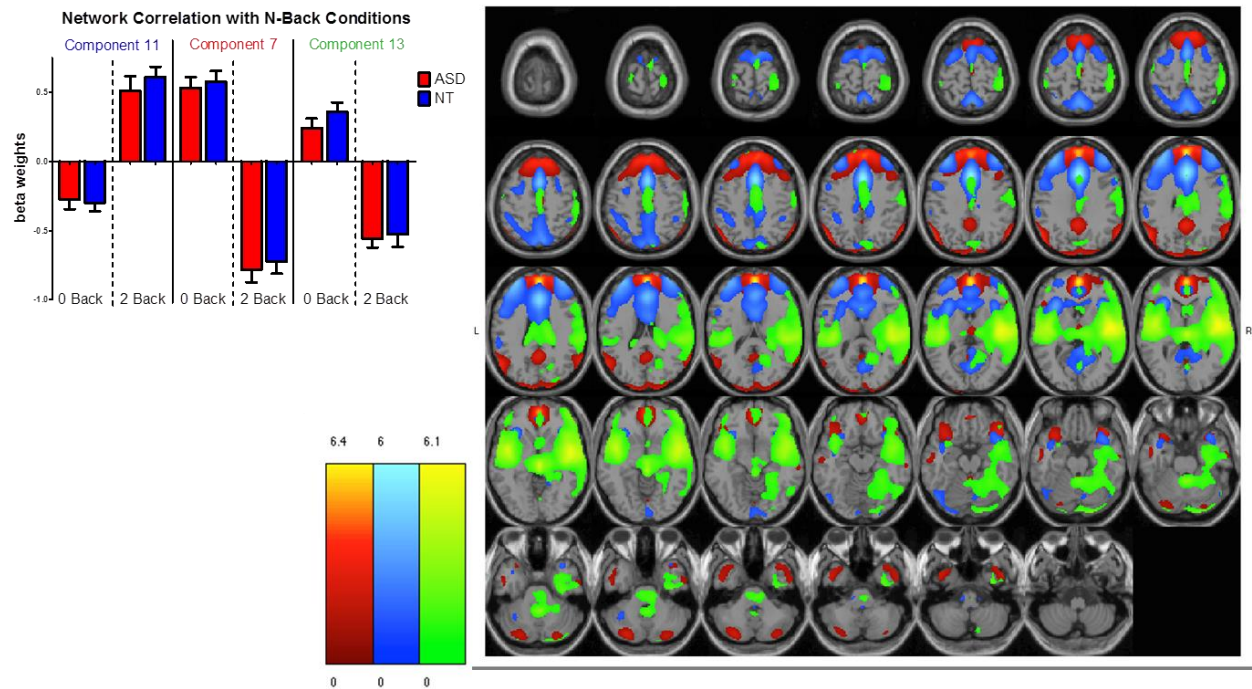 Network Correlation with N-Back Conditions
Component 11 Component 7 Component 13
ASD
NT
beta weights
0.5
0.0
-0.5
-1.0
0 Back 2 Back 0 Back 2 Back 0 Back 2 Back
L R
6.4 6 6.1
0 0 0